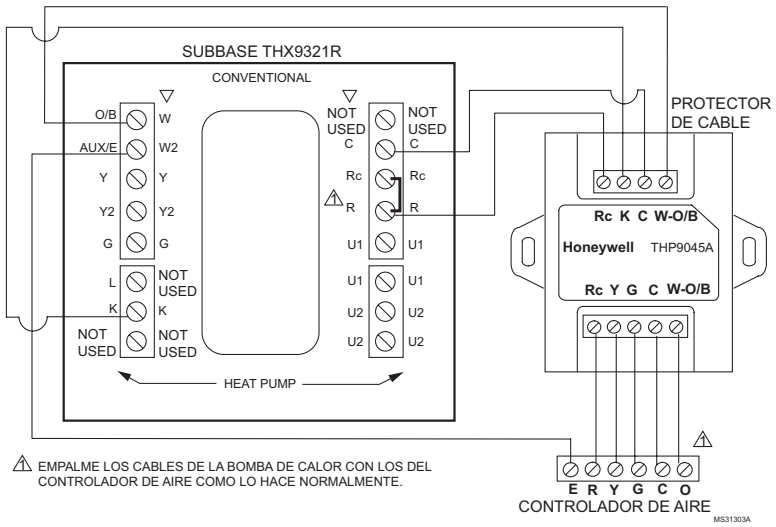 SUBBASE THX9321R
CONVENTIONAL
O/B W
AUX/E W2
Y Y
Y2 Y2
G G
L NOT USED
K K
NOT USED NOT USED
NOT USED NOT USED
C C
Rc Rc
1
R R
U1 U1
U1 U1
U2 U2
U2 U2
HEAT PUMP
PROTECTOR
DE CABLE
Rc K C W-O/B
Honeywell THP9045A
Rc Y G C W-O/B
1
E R Y G C O
CONTROLADOR DE AIRE
1 EMPALME LOS CABLES DE LA BOMBA DE CALOR CON LOS DEL
CONTROLADOR DE AIRE COMO LO HACE NORMALMENTE.
MS31303A